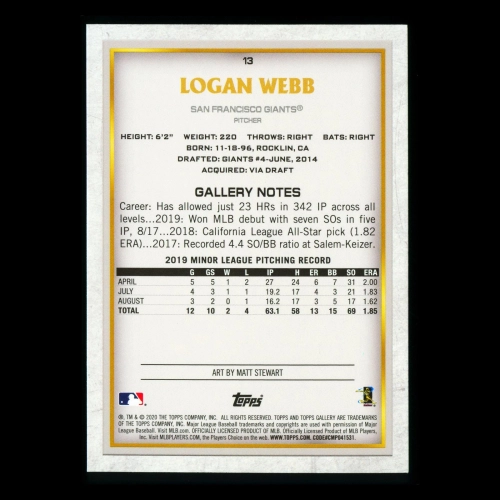 13
LOGAN WEBB
SAN FRANCISCO GIANTS®
PITCHER
HEIGHT: 6'2" WEIGHT: 220 THROWS: RIGHT BATS: RIGHT
BORN: 11-18-96, ROCKLIN, CA
DRAFTED: GIANTS #4-JUNE, 2014
ACQUIRED: VIA DRAFT
GALLERY NOTES
Career: Has allowed just 23 HRs in 342 IP across all
levels...2019: Won MLB debut with seven SOs in five
IP, 8/17...2018: California League All-Star pick (1.82
ERA)...2017: Recorded 4.4 SO/BB ratio at Salem-Keizer.
2019 MINOR LEAGUE PITCHING RECORD
G GS W L IP H ER BB SO ERA
APRIL 5 5 1 2 27 24 6 7 31 2.00
JULY 4 3 1 1 19.2 17 4 3 21 1.83
AUGUST 3 2 0 1 16.2 17 3 5 17 1.62
TOTAL 12 10 2 4 63.1 58 13 15 69 1.85
ART BY MATT STEWART
Topps
®, TM & © 2020 THE TOPPS COMPANY, INC. ALL RIGHTS RESERVED. TOPPS AND TOPPS GALLERY ARE TRADEMARKS
OF THE TOPPS COMPANY, INC. Major League Baseball trademarks and copyrights are used with permission of Major
League Baseball. Visit MLB.com. OFFICIALLY LICENSED PRODUCT OF MLB. Officially Licensed Product of MLB Players,
Inc. Visit MLBPLAYERS.com, the Players Choice on the web. WWW.TOPPS.COM. CODE#CMP041531.